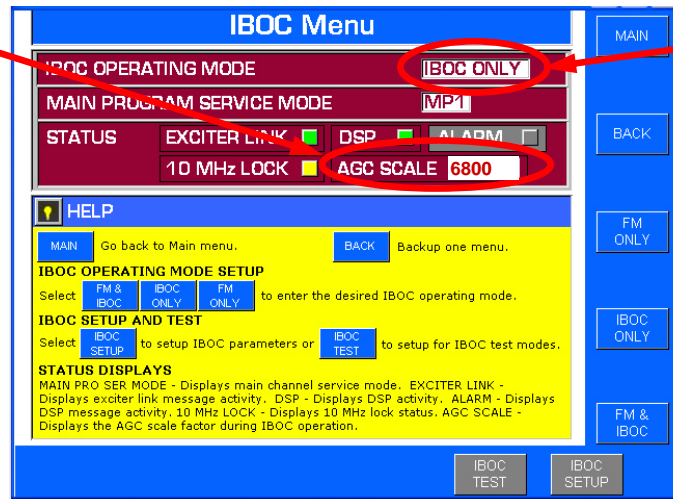 IBOC Menu
IBOC OPERATING MODE IBOC ONLY
MAIN PROGRAM SERVICE MODE MP1
STATUS EXCITER LINK DSP ALARM
10 MHz LOCK AGC SCALE 6800
HELP
MAIN Go back to Main menu. BACK Backup one menu.
IBOC OPERATING MODE SETUP
Select FM & IBOC IBOC ONLY FM ONLY to enter the desired IBOC operating mode.
IBOC SETUP AND TEST
Select IBOC SETUP to setup IBOC parameters or IBOC TEST to setup for IBOC test modes.
STATUS DISPLAYS
MAIN PRO SER MODE - Displays main channel service mode. EXCITER LINK -
Displays exciter link message activity. DSP - Displays DSP activity. ALARM - Displays
DSP message activity. 10 MHz LOCK - Displays 10 MHz lock status. AGC SCALE -
Displays the AGC scale factor during IBOC operation.
MAIN
BACK
FM
ONLY
IBOC
ONLY
FM &
IBOC
IBOC
TEST
IBOC
SETUP